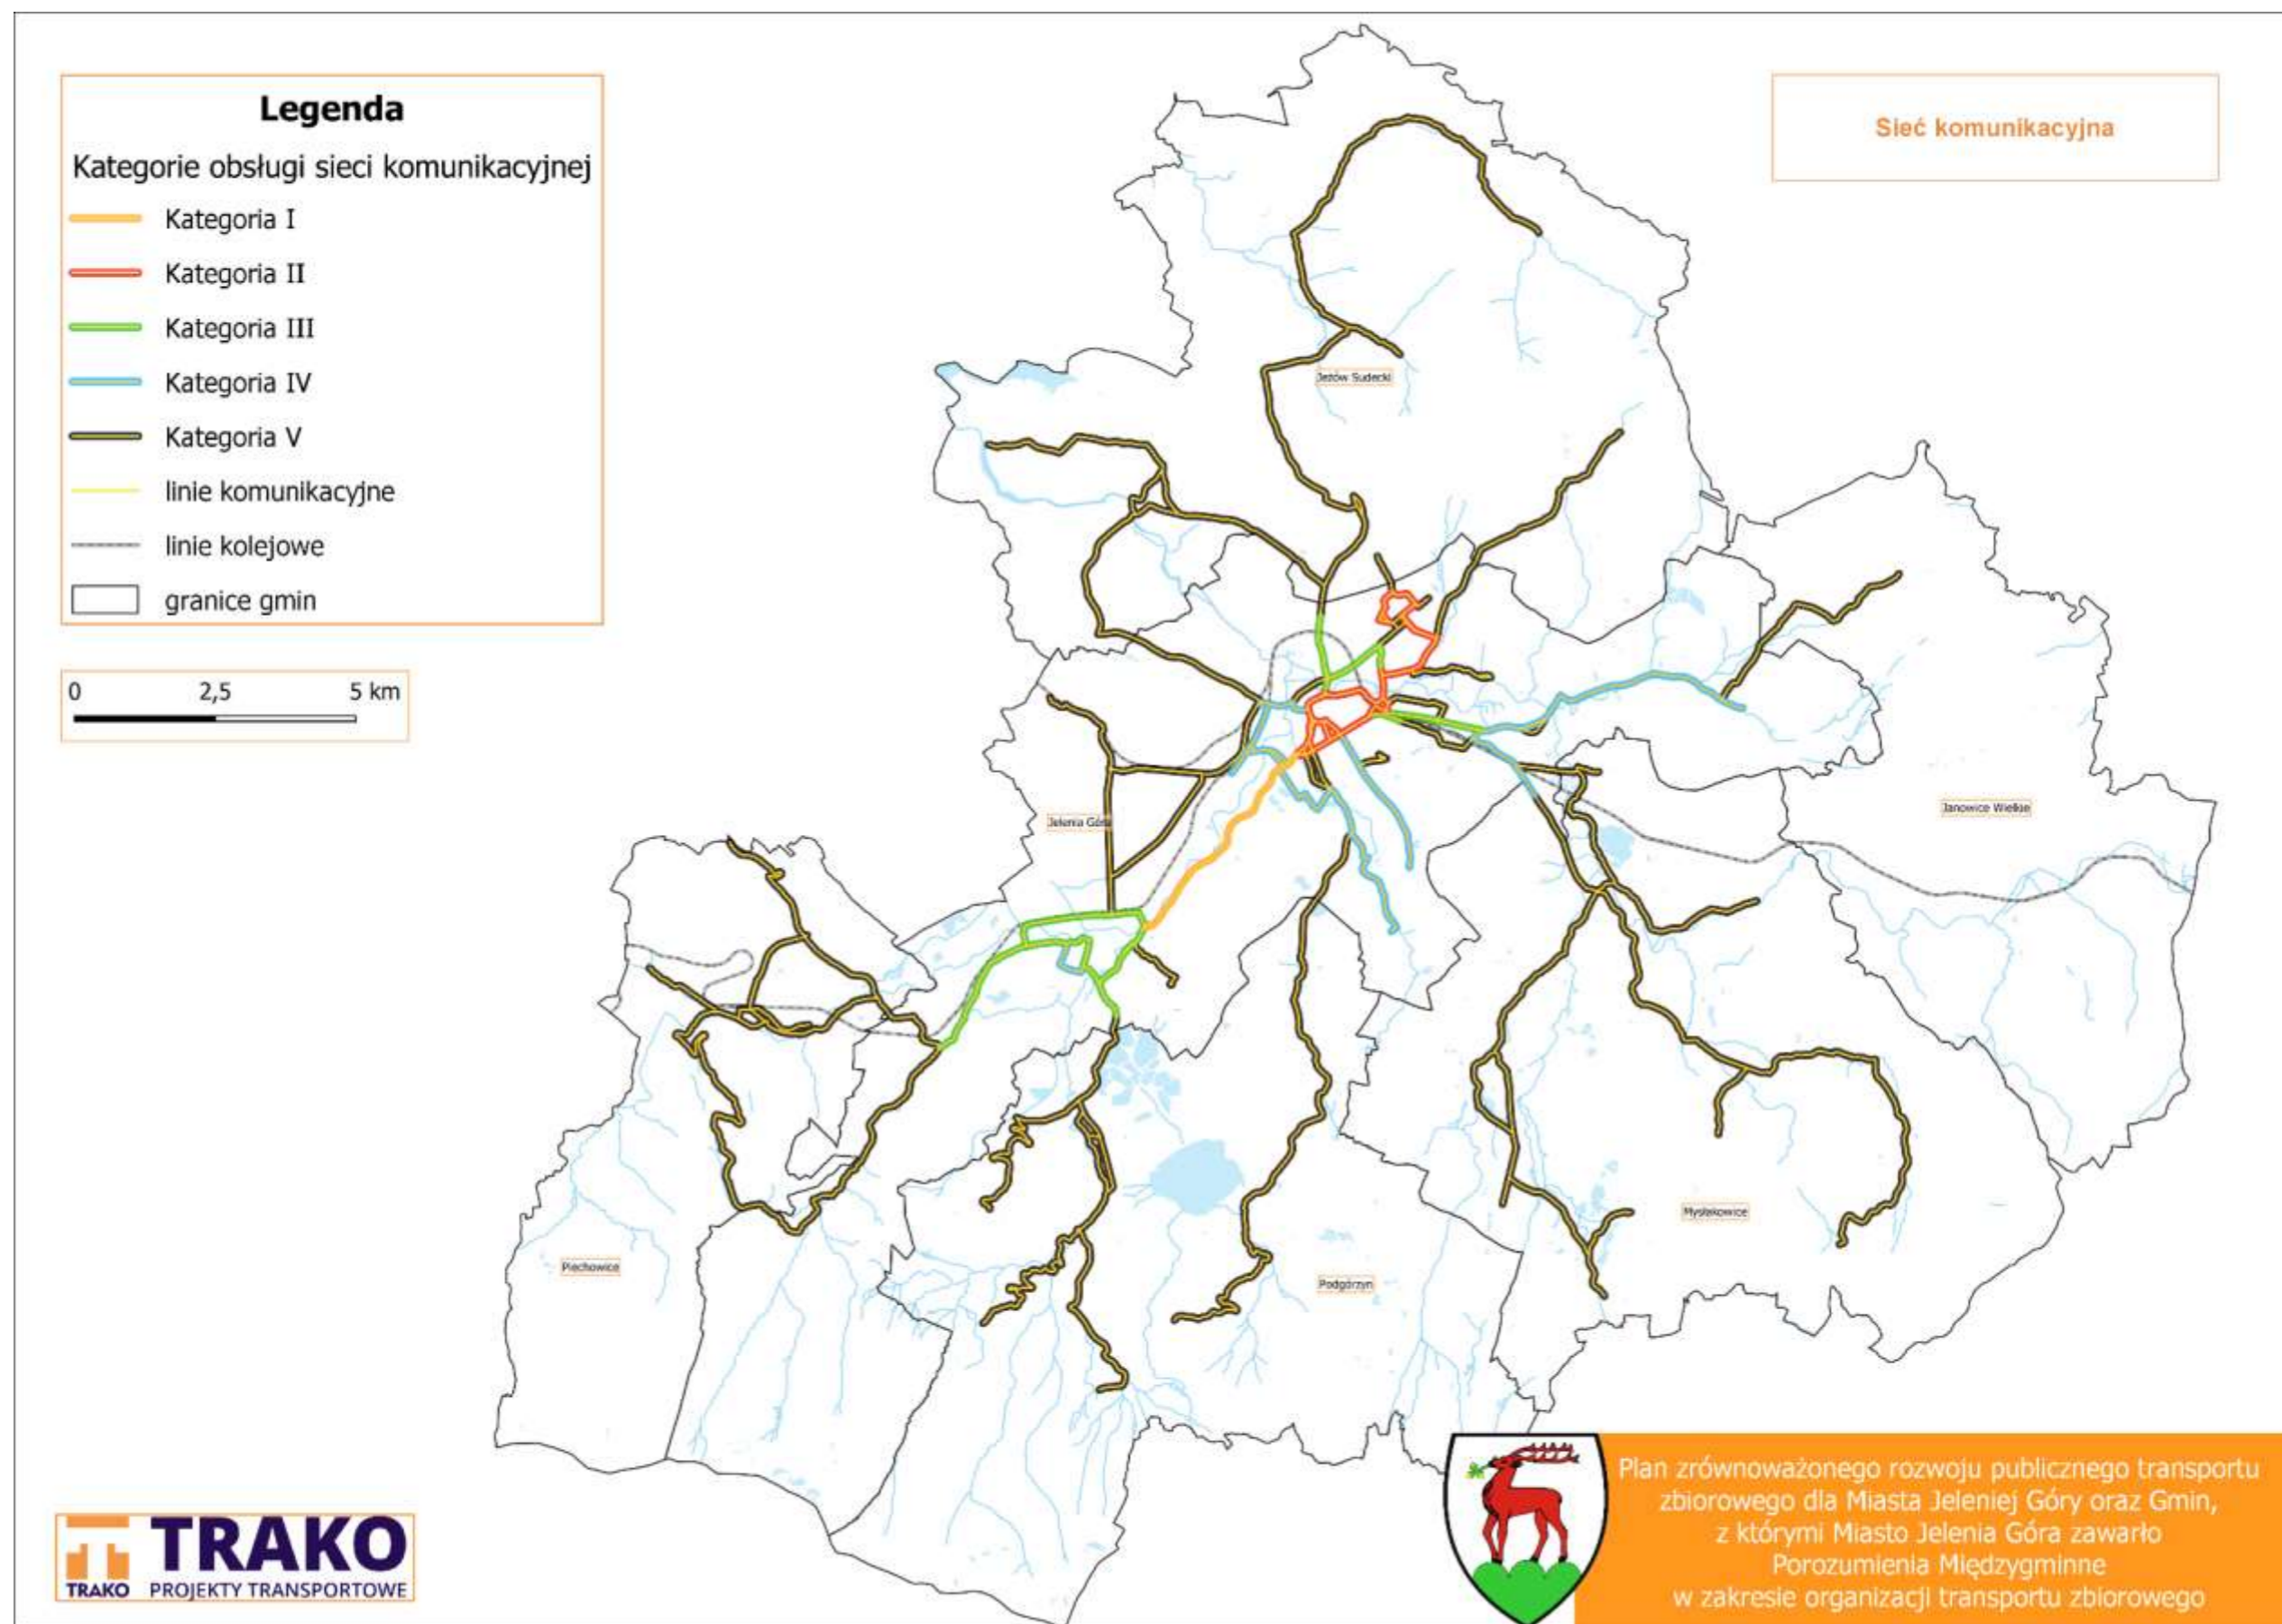 Legenda
Kategorie obsługi sieci komunikacyjnej
Kategoria I
Kategoria II
Kategoria III
Kategoria IV
Kategoria V
linie komunikacyjne
linie kolejowe
granice gmin
0 2,5 5 km
Sieć komunikacyjna
Jeżów Sudecki
Jelenia Góra
Janowice Wielkie
Mysłakowice
Piechowice
Podgórzyn
TRAKO
TRAKO
PROJEKTY TRANSPORTOWE
Plan zrównoważonego rozwoju publicznego transportu
zbiorowego dla Miasta Jeleniej Góry oraz Gmin,
z którymi Miasto Jelenia Góra zawarło
Porozumienia Międzygminne
w zakresie organizacji transportu zbiorowego